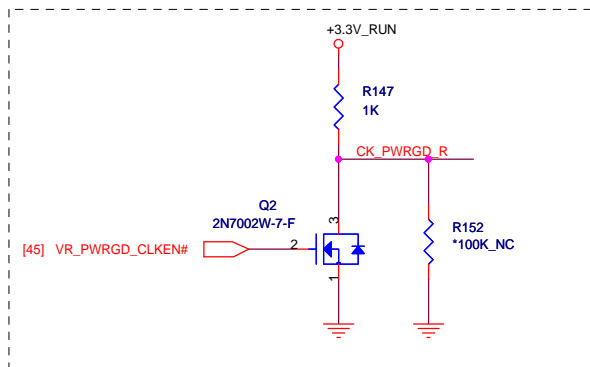 +3.3V_RUN
R147
1K
CK_PWRGD_R
Q2
2N7002W-7-F
3
R152
*100K_NC
[45] VR_PWRGD_CLKEN#
2
1